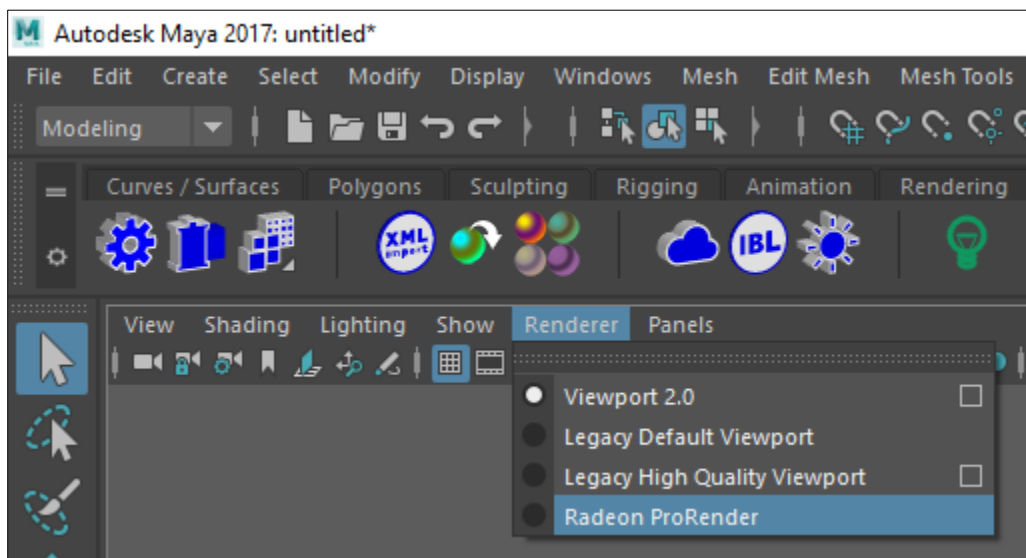 Autodesk Maya 2017: untitled*
File Edit Create Select Modify Display Windows Mesh Edit Mesh Mesh Tools
Modeling
Curves / Surfaces Polygons Sculpting Rigging Animation Rendering
XML import IBL
View Shading Lighting Show Renderer Panels
Viewport 2.0
Legacy Default Viewport
Legacy High Quality Viewport
Radeon ProRender